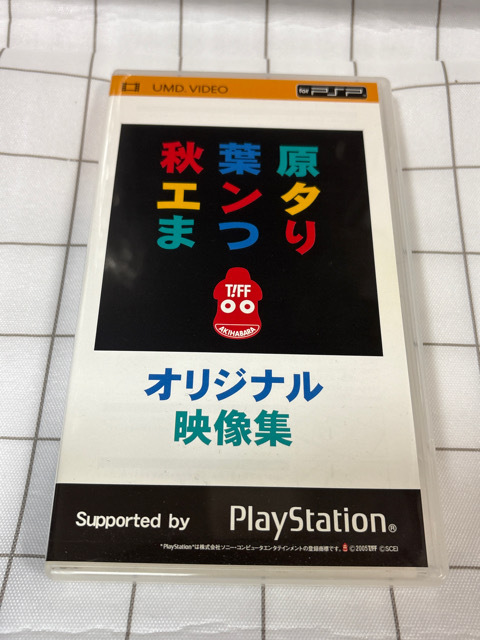 UMD. VIDEO
for PSP
秋葉原
エンタ
まつり
T!FF
AKIHABARA
オリジナル
映像集
Supported by PlayStation®
"PlayStation"は株式会社ソニー・コンピュータエンタテインメントの登録商標です。 ©2005 T!FF ©SCEI